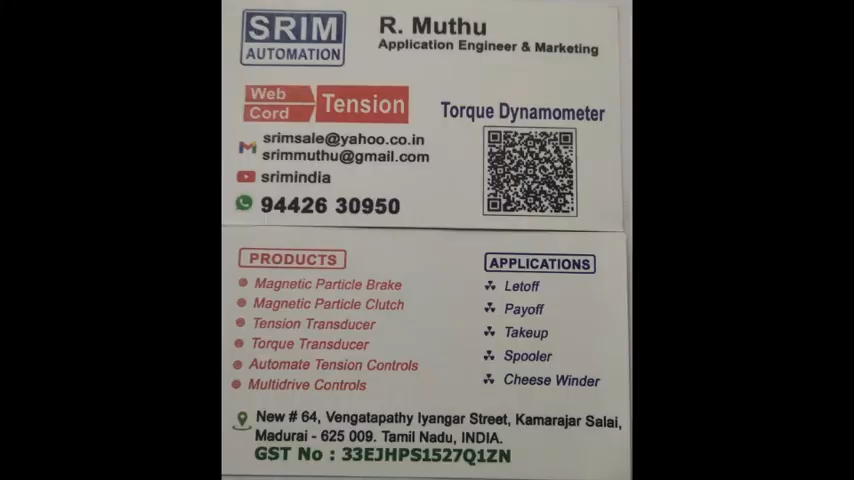 SRIM
AUTOMATION
R. Muthu
Application Engineer & Marketing
Web
Cord
Tension
Torque Dynamometer
srimsale@yahoo.co.in
srimmuthu@gmail.com
srimindia
94426 30950
PRODUCTS
Magnetic Particle Brake
Magnetic Particle Clutch
Tension Transducer
Torque Transducer
Automate Tension Controls
Multidrive Controls
APPLICATIONS
Letoff
Payoff
Takeup
Spooler
Cheese Winder
New # 64, Vengatapathy Iyangar Street, Kamarajar Salai,
Madurai - 625 009. Tamil Nadu, INDIA.
GST No : 33EJHPS1527Q1ZN